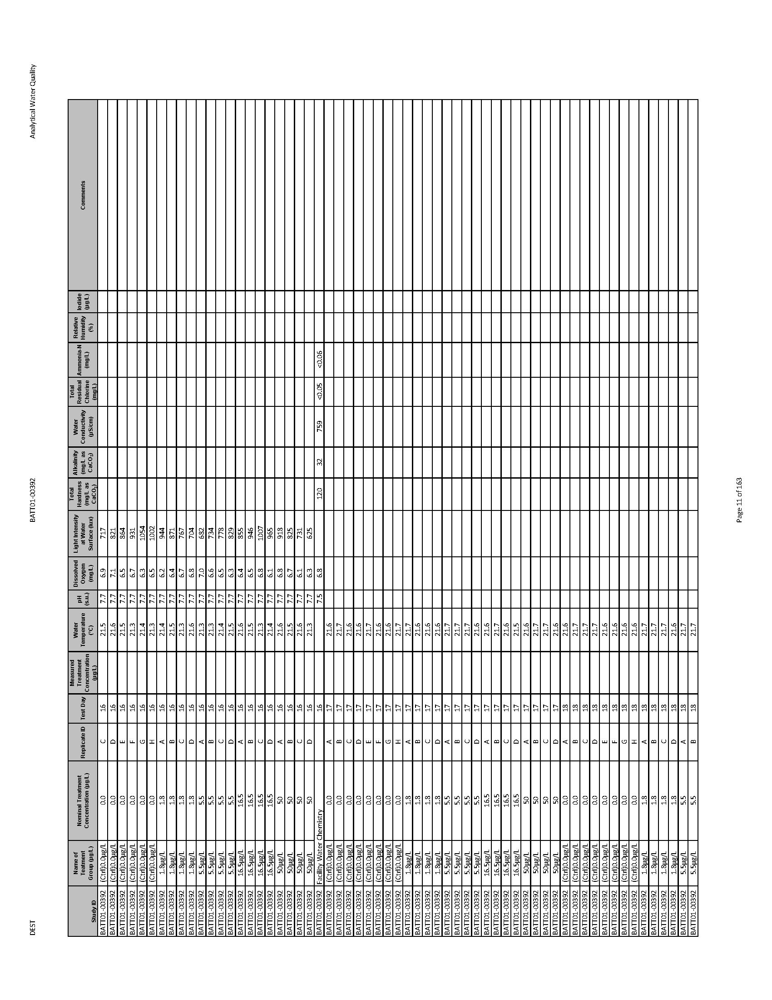 DEST BATT01-00392 Analytical Water Quality
Study ID Name of Teatment Group (µg/L) Nominal Treatment Concentration (µg/L) Replicate ID Test Day Measured Treatment Concentration (µg/L) Water Temperature (°C) pH (s.u.) Dissolved Oxygen (mg/L) Light Intensity at Water Surface (lux) Total Hardness (mg/L as CaCO₃) Alkalinity (mg/L as CaCO₃) Water Conductivity (µS/cm) Total Residual Chlorine (mg/L) Ammonia-N (mg/L) Relative Humidity (%) Iodide (µg/L) Comments
BATT01-00392 (Ctrl)0.0µg/L 0.0 C 16 21.5 7.7 6.9 717
BATT01-00392 (Ctrl)0.0µg/L 0.0 D 16 21.6 7.7 7.1 821
BATT01-00392 (Ctrl)0.0µg/L 0.0 E 16 21.5 7.7 6.5 864
BATT01-00392 (Ctrl)0.0µg/L 0.0 F 16 21.3 7.7 6.7 931
BATT01-00392 (Ctrl)0.0µg/L 0.0 G 16 21.4 7.7 6.3 1054
BATT01-00392 (Ctrl)0.0µg/L 0.0 H 16 21.3 7.7 6.5 1002
BATT01-00392 1.8µg/L 1.8 A 16 21.4 7.7 6.2 944
BATT01-00392 1.8µg/L 1.8 B 16 21.5 7.7 6.4 871
BATT01-00392 1.8µg/L 1.8 C 16 21.3 7.7 6.7 767
BATT01-00392 1.8µg/L 1.8 D 16 21.6 7.7 6.8 704
BATT01-00392 5.5µg/L 5.5 A 16 21.3 7.7 7.0 682
BATT01-00392 5.5µg/L 5.5 B 16 21.3 7.7 6.6 734
BATT01-00392 5.5µg/L 5.5 C 16 21.4 7.7 6.5 778
BATT01-00392 5.5µg/L 5.5 D 16 21.5 7.7 6.3 829
BATT01-00392 16.5µg/L 16.5 A 16 21.6 7.7 6.4 855
BATT01-00392 16.5µg/L 16.5 B 16 21.5 7.7 6.5 946
BATT01-00392 16.5µg/L 16.5 C 16 21.3 7.7 6.8 1007
BATT01-00392 16.5µg/L 16.5 D 16 21.4 7.7 6.1 965
BATT01-00392 50µg/L 50 A 16 21.6 7.7 6.8 918
BATT01-00392 50µg/L 50 B 16 21.5 7.7 6.7 825
BATT01-00392 50µg/L 50 C 16 21.6 7.7 6.1 731
BATT01-00392 50µg/L 50 D 16 21.3 7.7 6.3 625
BATT01-00392 Facility Water Chemistry 16 7.5 6.8 120 32 759 <0.05 <0.06
BATT01-00392 (Ctrl)0.0µg/L 0.0 A 17 21.6
BATT01-00392 (Ctrl)0.0µg/L 0.0 B 17 21.7
BATT01-00392 (Ctrl)0.0µg/L 0.0 C 17 21.6
BATT01-00392 (Ctrl)0.0µg/L 0.0 D 17 21.6
BATT01-00392 (Ctrl)0.0µg/L 0.0 E 17 21.7
BATT01-00392 (Ctrl)0.0µg/L 0.0 F 17 21.6
BATT01-00392 (Ctrl)0.0µg/L 0.0 G 17 21.6
BATT01-00392 (Ctrl)0.0µg/L 0.0 H 17 21.7
BATT01-00392 1.8µg/L 1.8 A 17 21.7
BATT01-00392 1.8µg/L 1.8 B 17 21.6
BATT01-00392 1.8µg/L 1.8 C 17 21.6
BATT01-00392 1.8µg/L 1.8 D 17 21.6
BATT01-00392 5.5µg/L 5.5 A 17 21.7
BATT01-00392 5.5µg/L 5.5 B 17 21.7
BATT01-00392 5.5µg/L 5.5 C 17 21.7
BATT01-00392 5.5µg/L 5.5 D 17 21.6
BATT01-00392 16.5µg/L 16.5 A 17 21.6
BATT01-00392 16.5µg/L 16.5 B 17 21.7
BATT01-00392 16.5µg/L 16.5 C 17 21.6
BATT01-00392 16.5µg/L 16.5 D 17 21.5
BATT01-00392 50µg/L 50 A 17 21.6
BATT01-00392 50µg/L 50 B 17 21.7
BATT01-00392 50µg/L 50 C 17 21.7
BATT01-00392 50µg/L 50 D 17 21.6
BATT01-00392 (Ctrl)0.0µg/L 0.0 A 18 21.6
BATT01-00392 (Ctrl)0.0µg/L 0.0 B 18 21.7
BATT01-00392 (Ctrl)0.0µg/L 0.0 C 18 21.7
BATT01-00392 (Ctrl)0.0µg/L 0.0 D 18 21.7
BATT01-00392 (Ctrl)0.0µg/L 0.0 E 18 21.6
BATT01-00392 (Ctrl)0.0µg/L 0.0 F 18 21.6
BATT01-00392 (Ctrl)0.0µg/L 0.0 G 18 21.6
BATT01-00392 (Ctrl)0.0µg/L 0.0 H 18 21.6
BATT01-00392 1.8µg/L 1.8 A 18 21.7
BATT01-00392 1.8µg/L 1.8 B 18 21.7
BATT01-00392 1.8µg/L 1.8 C 18 21.7
BATT01-00392 1.8µg/L 1.8 D 18 21.6
BATT01-00392 5.5µg/L 5.5 A 18 21.7
BATT01-00392 5.5µg/L 5.5 B 18 21.7
Page 11 of 163